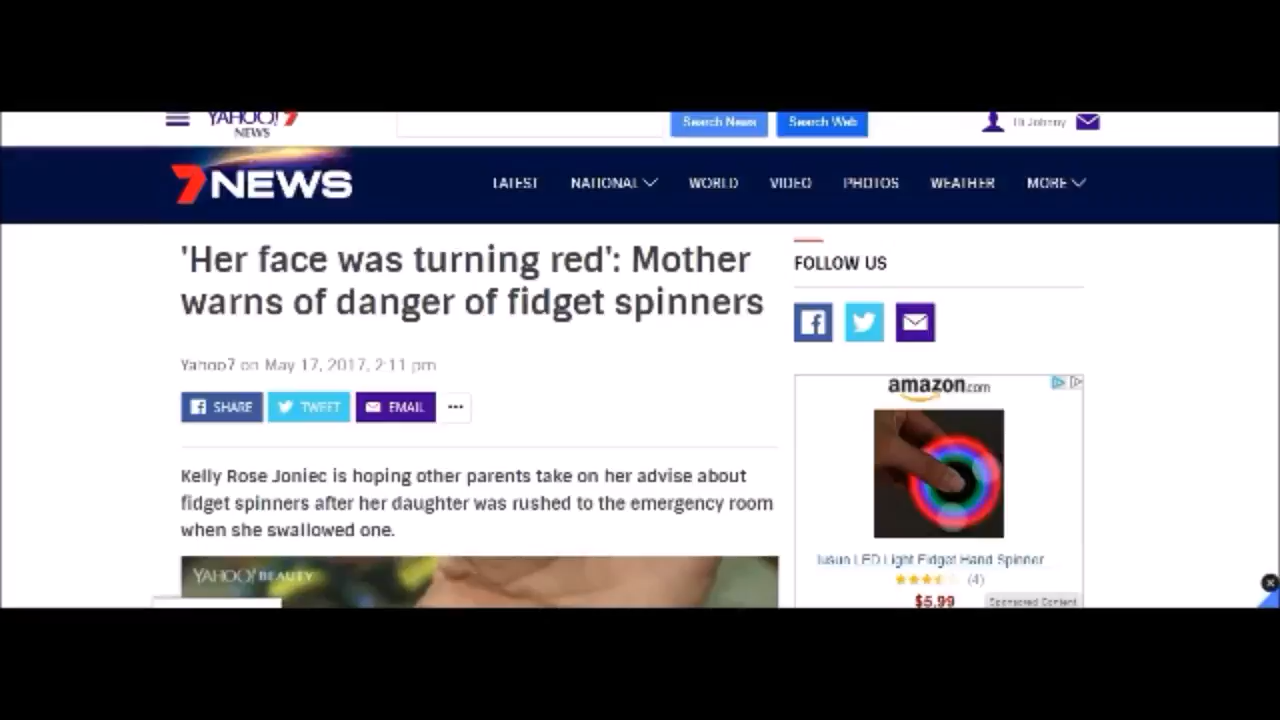 YAHOO! 7
NEWS
Search News
Search Web
Hi Johnny
7NEWS
LATEST
NATIONAL
WORLD
VIDEO
PHOTOS
WEATHER
MORE
'Her face was turning red': Mother
warns of danger of fidget spinners
Yahoo7 on May 17, 2017, 2:11 pm
SHARE
TWEET
EMAIL
Kelly Rose Joniec is hoping other parents take on her advise about
fidget spinners after her daughter was rushed to the emergency room
when she swallowed one.
YAHOO! BEAUTY
FOLLOW US
amazon.com
LED Light Fidget Hand Spinner
(4)
$5.99
Sponsored Content